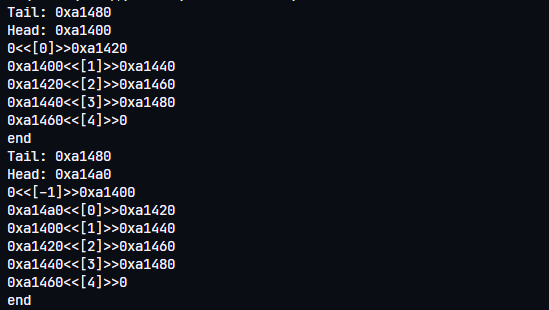 Tail: 0xa1480
Head: 0xa1400
0<<[0]>>0xa1420
0xa1400<<[1]>>0xa1440
0xa1420<<[2]>>0xa1460
0xa1440<<[3]>>0xa1480
0xa1460<<[4]>>0
end
Tail: 0xa1480
Head: 0xa14a0
0<<[-1]>>0xa1400
0xa14a0<<[0]>>0xa1420
0xa1400<<[1]>>0xa1440
0xa1420<<[2]>>0xa1460
0xa1440<<[3]>>0xa1480
0xa1460<<[4]>>0
end